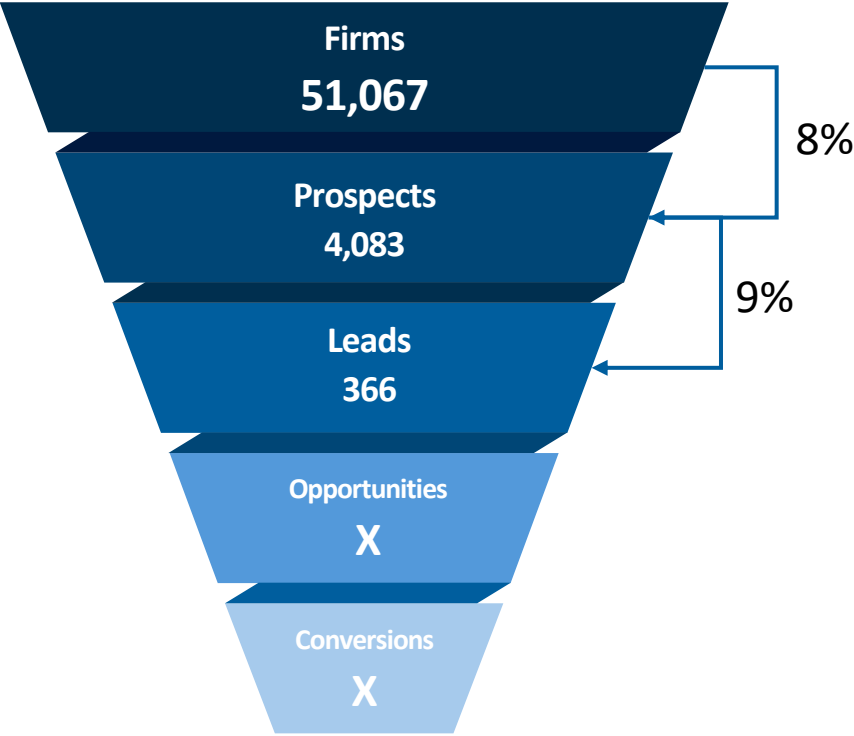 Firms
51,067
8%
Prospects
4,083
9%
Leads
366
Opportunities
X
Conversions
X